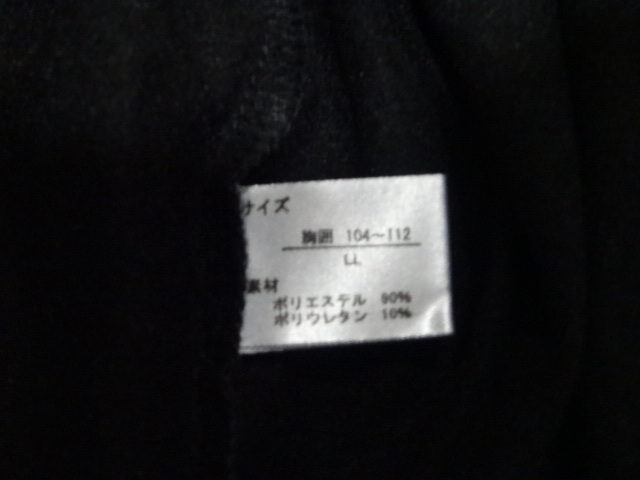 サイズ
胸囲 104～112
LL
素材
ポリエステル 90%
ポリウレタン 10%